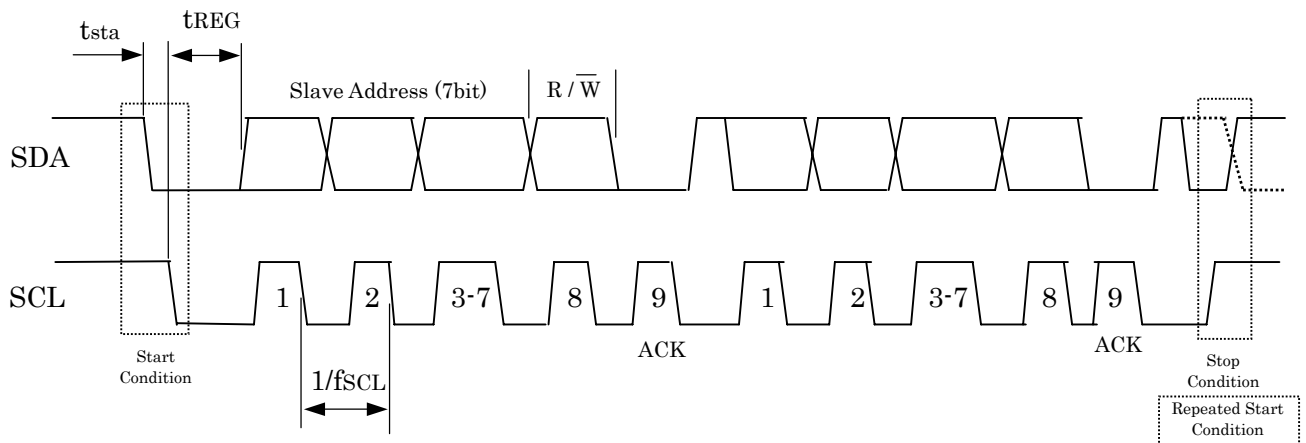 tsta
tREG
Slave Address (7bit)
R / W̅
SDA
SCL
1
2
3-7
8
9
1
2
3-7
8
9
ACK
ACK
Start
Condition
1/fSCL
Stop
Condition
Repeated Start
Condition